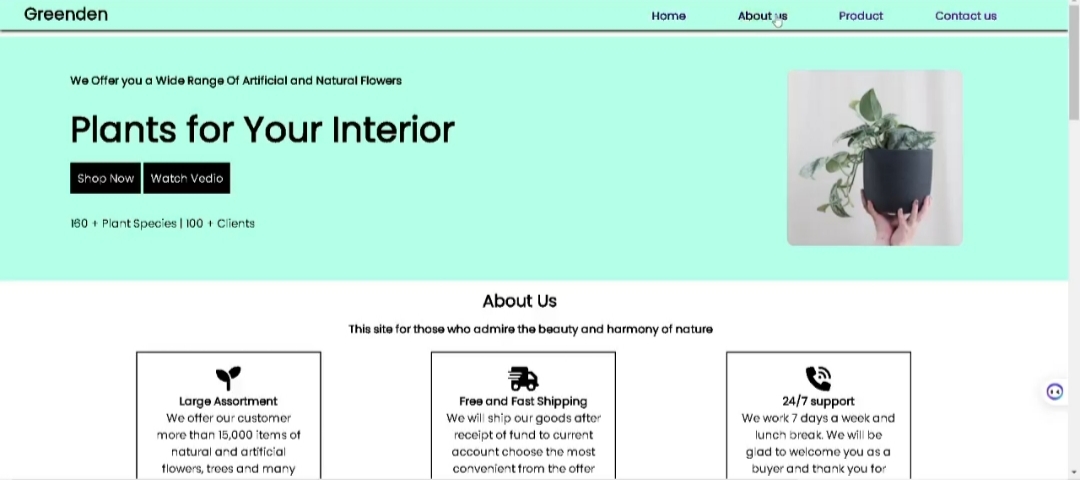 Greenden
Home About us Product Contact us
We Offer you a Wide Range Of Artificial and Natural Flowers
Plants for Your Interior
Shop Now Watch Vedio
160 + Plant Species | 100 + Clients
About Us
This site for those who admire the beauty and harmony of nature
Large Assortment
We offer our customer
more than 15,000 items of
natural and artificial
flowers, trees and many
Free and Fast Shipping
We will ship our goods after
receipt of fund to current
account choose the most
convenient from the offer
24/7 support
We work 7 days a week and
lunch break. We will be
glad to welcome you as a
buyer and thank you for